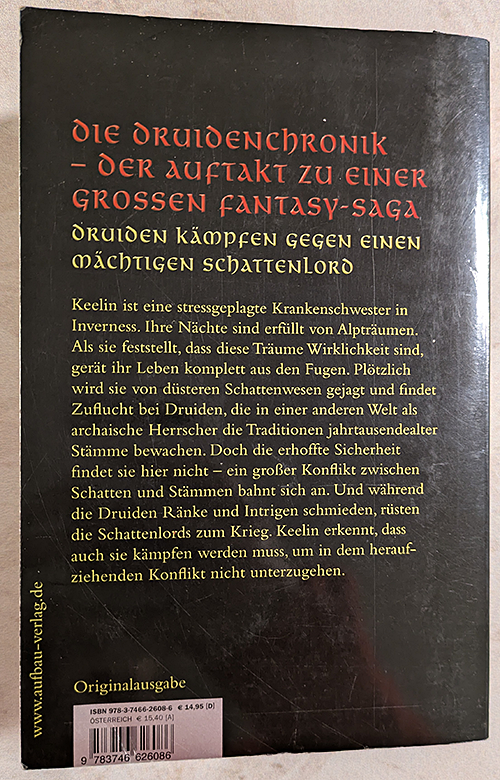 DIE DRUIDENCHRONIK
– DER AUFTAKT ZU EINER
GROSSEN FANTASY-SAGA
DRUIDEN KÄMPFEN GEGEN EINEN
MÄCHTIGEN SCHATTENLORD
Keelin ist eine stressgeplagte Krankenschwester in
Inverness. Ihre Nächte sind erfüllt von Alpträumen.
Als sie feststellt, dass diese Träume Wirklichkeit sind,
gerät ihr Leben komplett aus den Fugen. Plötzlich
wird sie von düsteren Schattenwesen gejagt und findet
Zuflucht bei Druiden, die in einer anderen Welt als
archaische Herrscher die Traditionen jahrtausendealter
Stämme bewachen. Doch die erhoffte Sicherheit
findet sie hier nicht – ein großer Konflikt zwischen
Schatten und Stämmen bahnt sich an. Und während
die Druiden Ränke und Intrigen schmieden, rüsten
die Schattenlords zum Krieg. Keelin erkennt, dass
auch sie kämpfen werden muss, um in dem herauf-
ziehenden Konflikt nicht unterzugehen.
www.aufbau-verlag.de
Originalausgabe
ISBN 978-3-7466-2608-6 € 14,95 [D]
ÖSTERREICH € 15,40 [A]
9 783746 626086